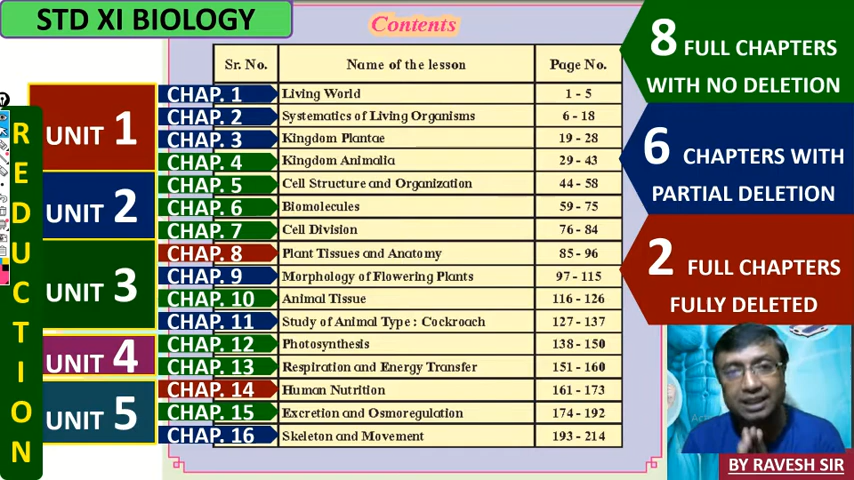 STD XI BIOLOGY
Contents
Sr. No. Name of the lesson Page No.
CHAP. 1 Living World 1 - 5
CHAP. 2 Systematics of Living Organisms 6 - 18
CHAP. 3 Kingdom Plantae 19 - 28
CHAP. 4 Kingdom Animalia 29 - 43
CHAP. 5 Cell Structure and Organization 44 - 58
CHAP. 6 Biomolecules 59 - 75
CHAP. 7 Cell Division 76 - 84
CHAP. 8 Plant Tissues and Anatomy 85 - 96
CHAP. 9 Morphology of Flowering Plants 97 - 115
CHAP. 10 Animal Tissue 116 - 126
CHAP. 11 Study of Animal Type : Cockroach 127 - 137
CHAP. 12 Photosynthesis 138 - 150
CHAP. 13 Respiration and Energy Transfer 151 - 160
CHAP. 14 Human Nutrition 161 - 173
CHAP. 15 Excretion and Osmoregulation 174 - 192
CHAP. 16 Skeleton and Movement 193 - 214
REDUCTION
UNIT 1
UNIT 2
UNIT 3
UNIT 4
UNIT 5
8 FULL CHAPTERS
WITH NO DELETION
6 CHAPTERS WITH
PARTIAL DELETION
2 FULL CHAPTERS
FULLY DELETED
BY RAVESH SIR